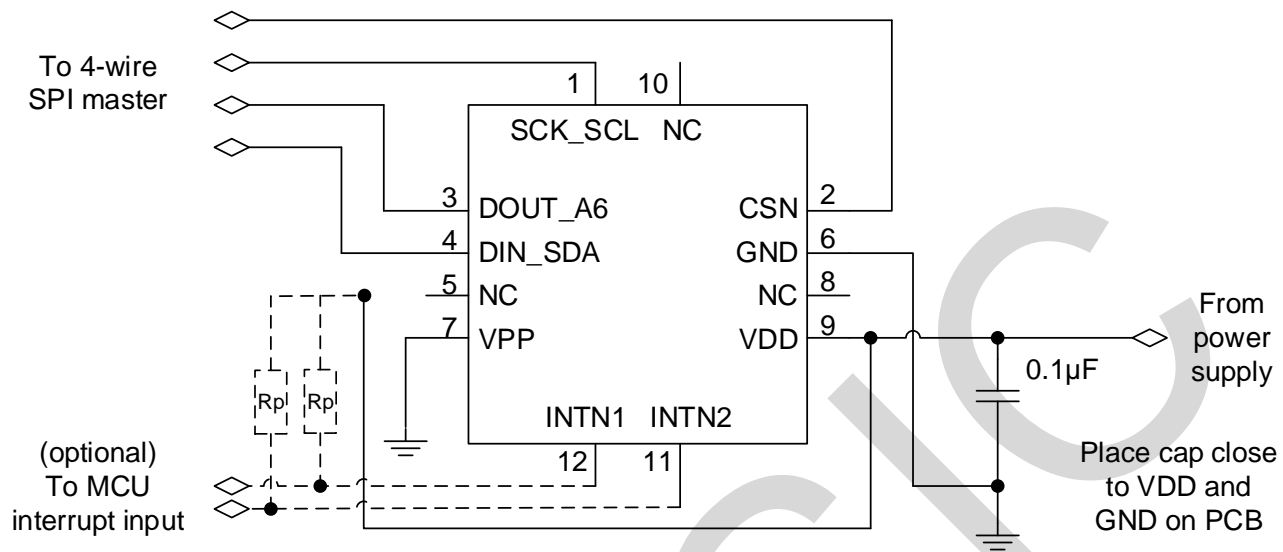 To 4-wire
SPI master
1
10
SCK_SCL
NC
3
DOUT_A6
CSN
2
4
DIN_SDA
GND
6
5
NC
NC
8
7
VPP
VDD
9
From
power
supply
0.1µF
Rp
Rp
INTN1
INTN2
12
11
(optional)
To MCU
interrupt input
Place cap close
to VDD and
GND on PCB